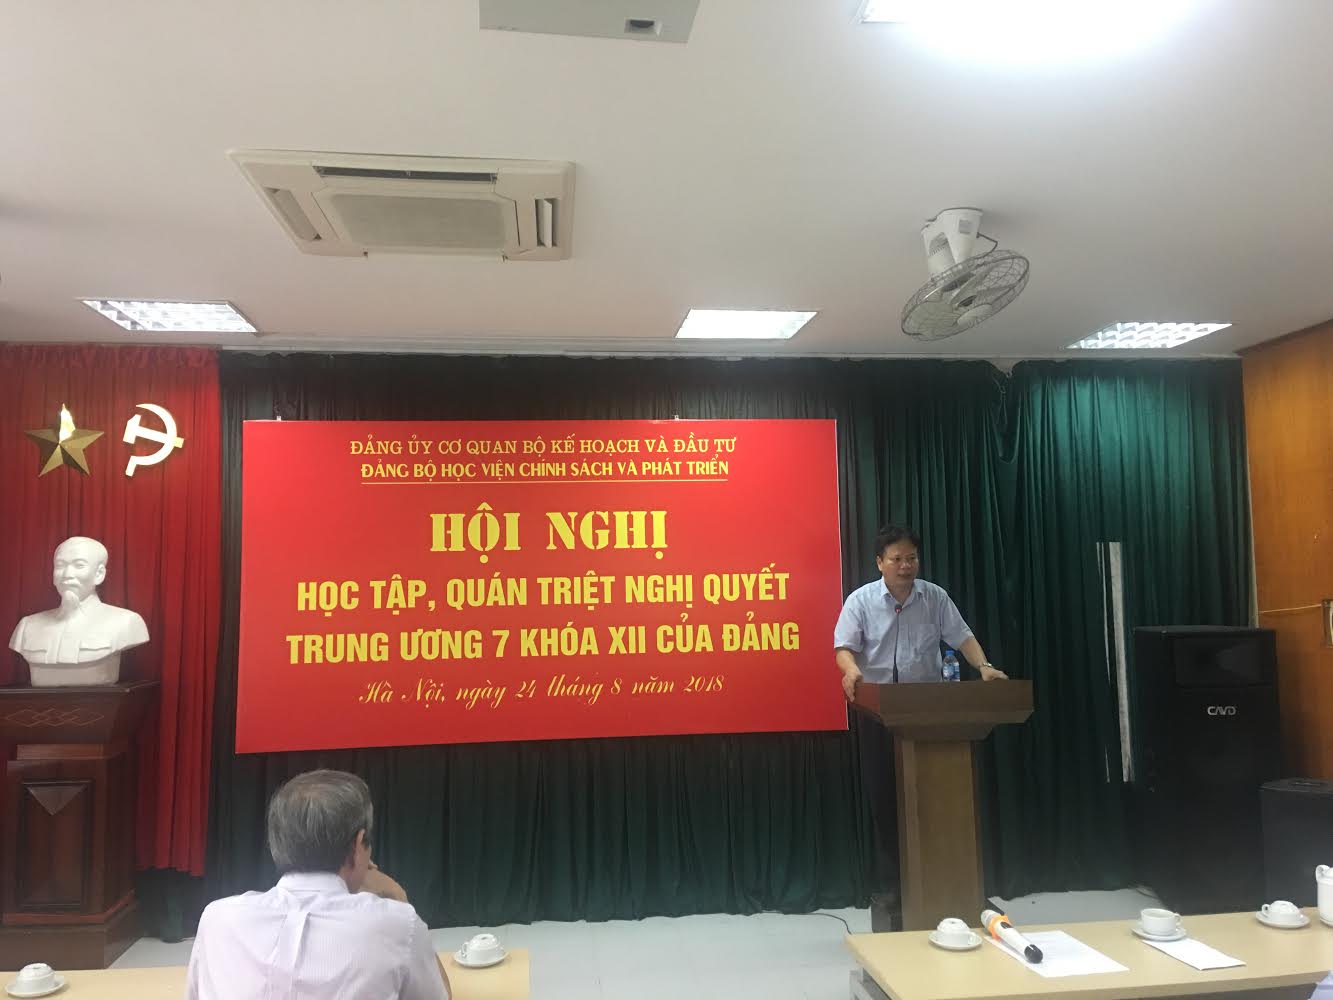 ĐẢNG ỦY CƠ QUAN BỘ KẾ HOẠCH VÀ ĐẦU TƯ
ĐẢNG BỘ HỌC VIỆN CHÍNH SÁCH VÀ PHÁT TRIỂN
HỘI NGHỊ
HỌC TẬP, QUÁN TRIỆT NGHỊ QUYẾT
TRUNG ƯƠNG 7 KHÓA XII CỦA ĐẢNG
Hà Nội, ngày 24 tháng 8 năm 2018
CAVD